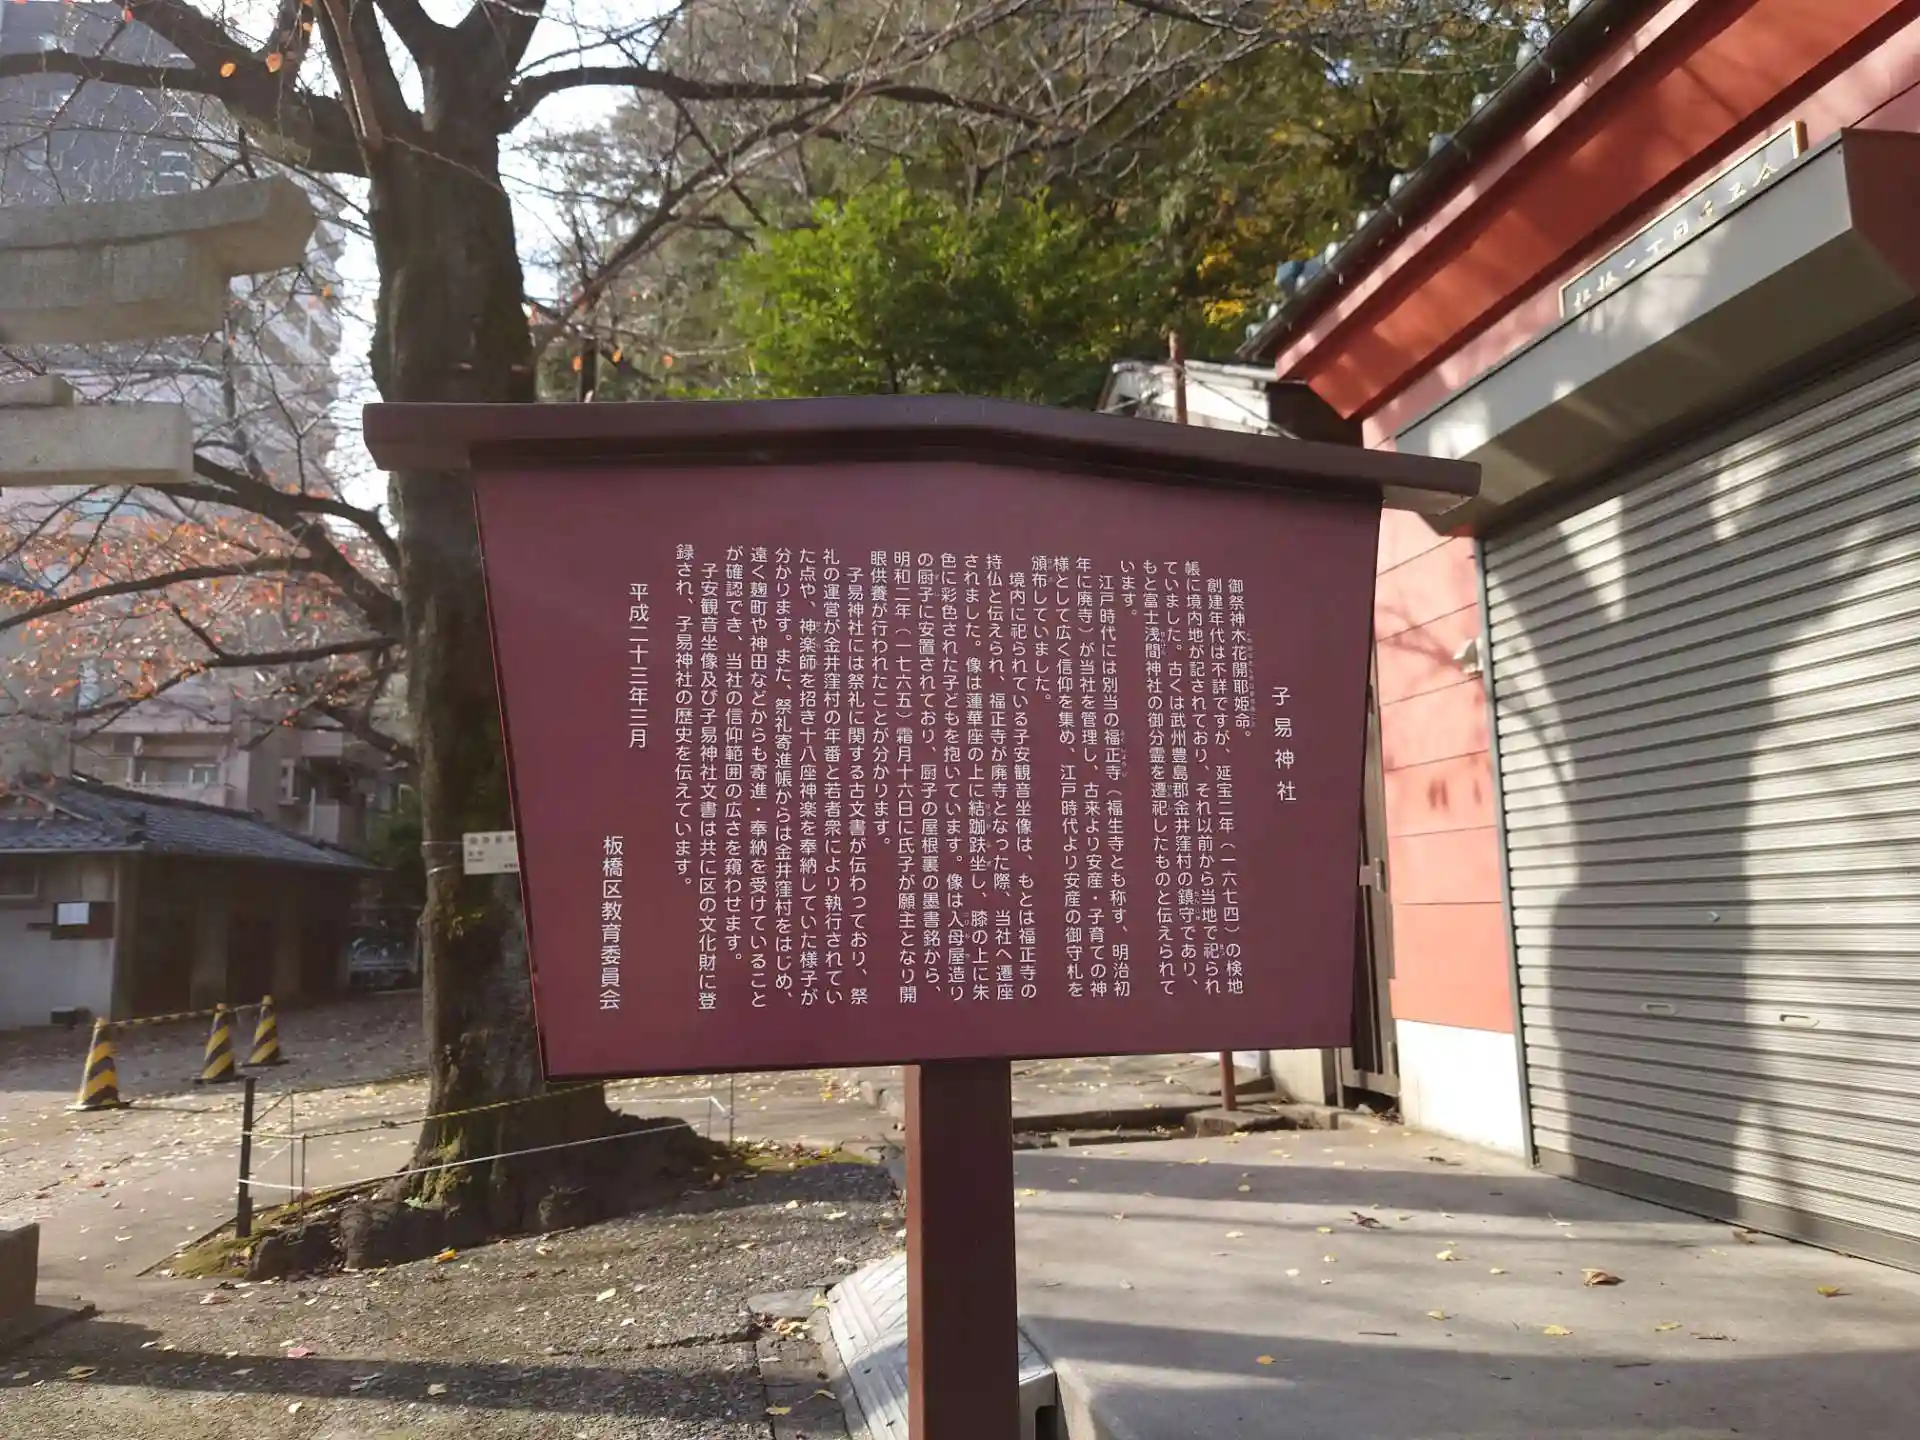 子易神社
御祭神木花開耶姫命。
創建年代は不詳ですが、延宝二年(一六七四)の検地
帳に境内地が記されており、それ以前から当地で祀られ
ていました。古くは武州豊島郡金井窪村の鎮守であり、
もと富士浅間神社の御分霊を遷祀したものと伝えられて
います。
江戸時代には別当の福正寺(福生寺とも称す、明治初
年に廃寺)が当社を管理し、古来より安産・子育ての神
様として広く信仰を集め、江戸時代より安産の御守札を
頒布していました。
境内に祀られている子安観音坐像は、もとは福正寺の
持仏と伝えられ、福正寺が廃寺となった際、当社へ遷座
されました。像は蓮華座の上に結跏趺坐し、膝の上に朱
色に彩色された子どもを抱いています。像は入母屋造り
の厨子に安置されており、厨子の屋根裏の墨書銘から、
明和二年(一七六五)霜月十六日に氏子が願主となり開
眼供養が行われたことが分かります。
子易神社には祭礼に関する古文書が伝わっており、祭
礼の運営が金井窪村の年番と若者衆により執行されてい
た点や、神楽師を招き十八座神楽を奉納していた様子が
分かります。また、祭礼寄進帳からは金井窪村をはじめ、
遠く麹町や神田などからも寄進・奉納を受けていること
が確認でき、当社の信仰範囲の広さを窺わせます。
子安観音坐像及び子易神社文書は共に区の文化財に登
録され、子易神社の歴史を伝えています。
平成二十三年三月
板橋区教育委員会